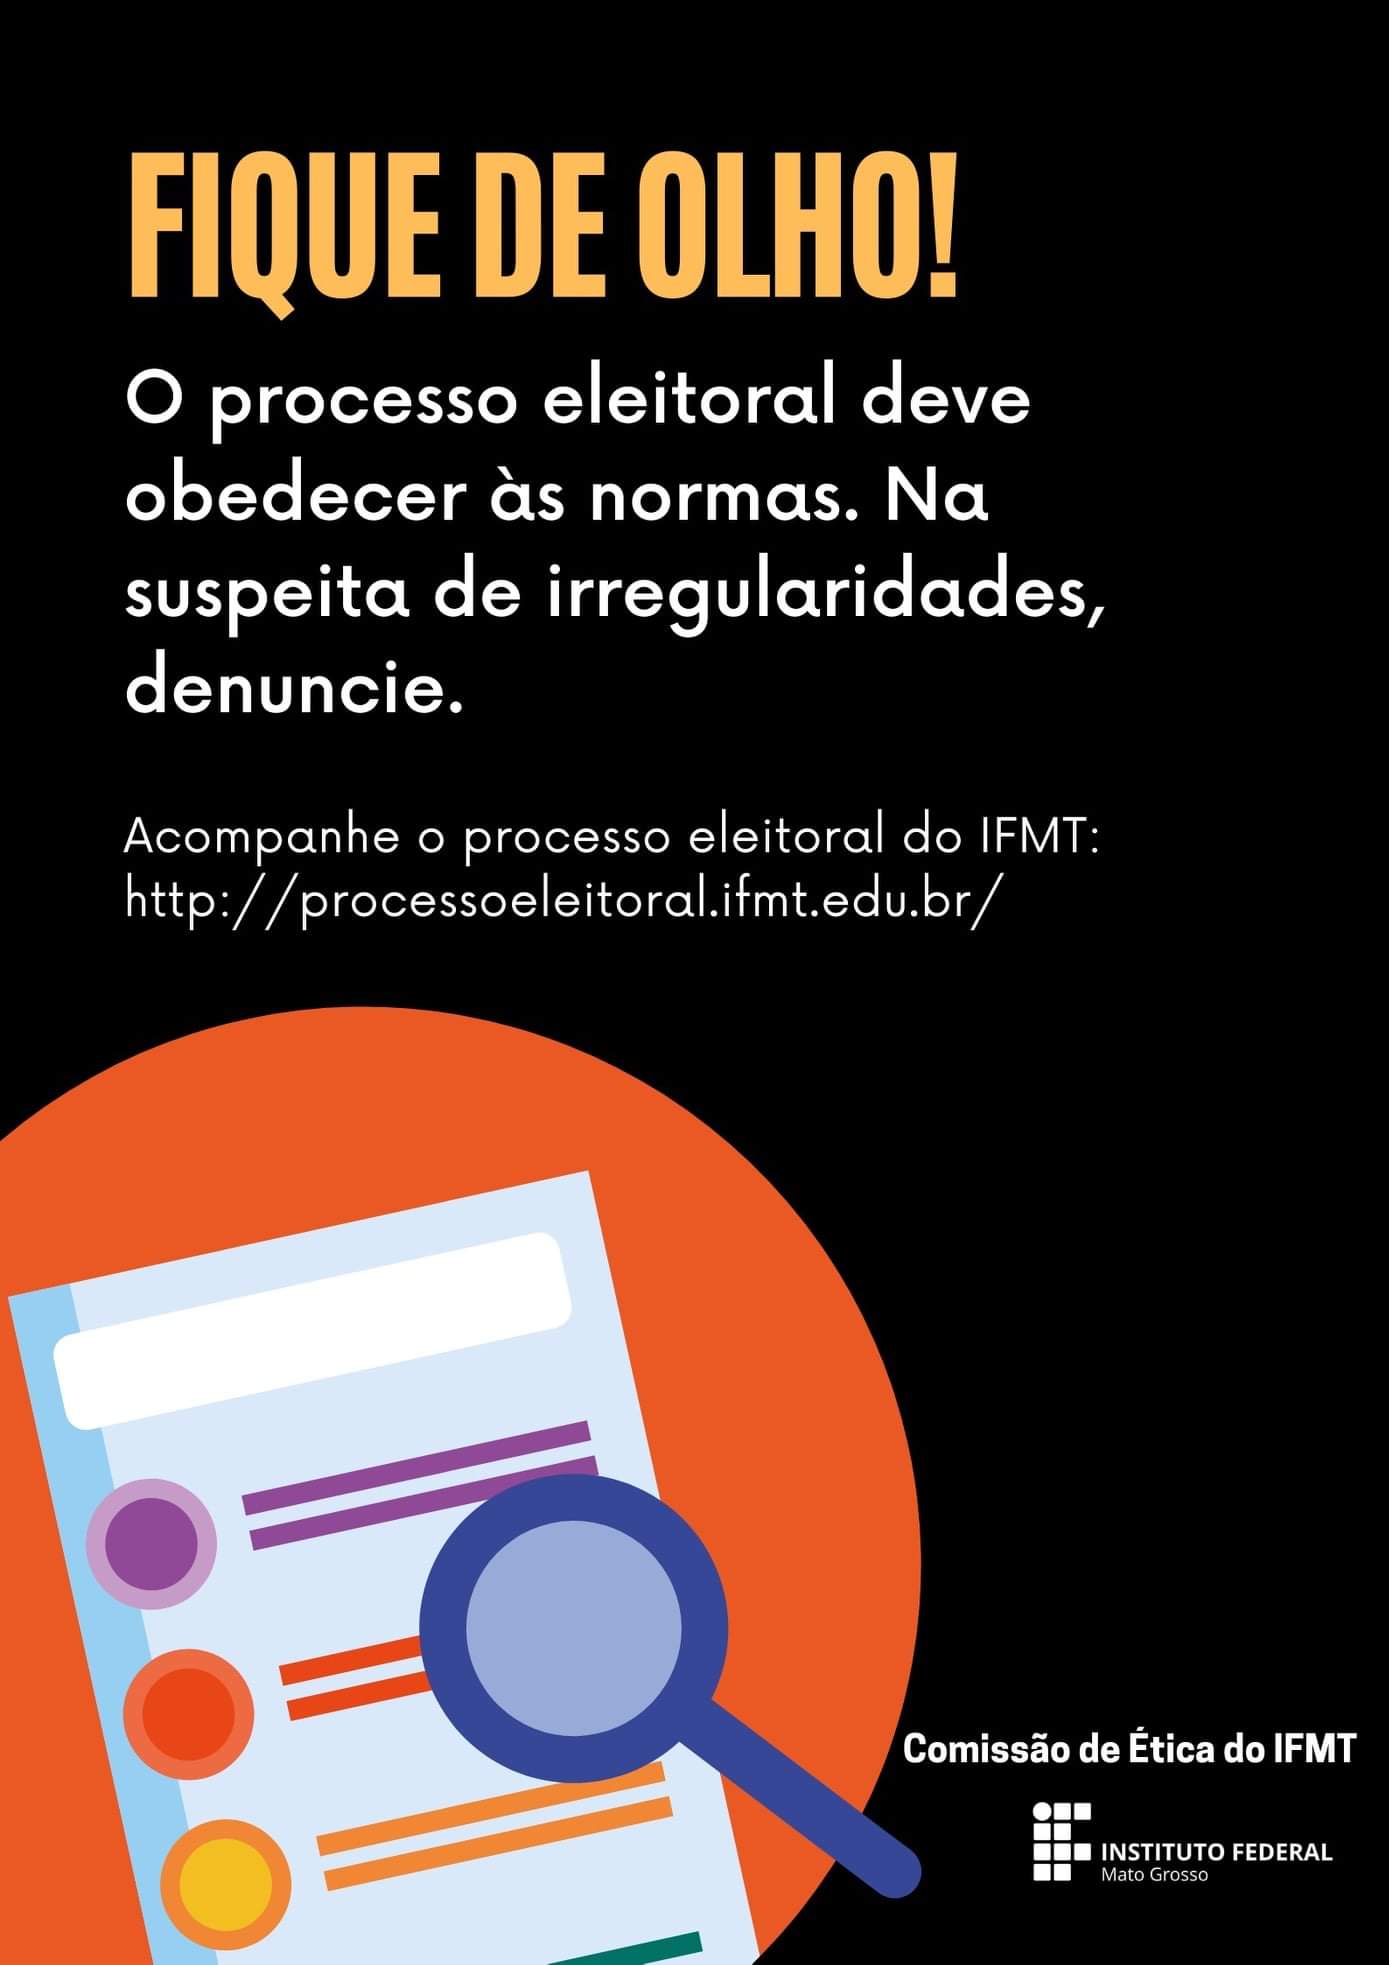 FIQUE DE OLHO!
O processo eleitoral deve
obedecer às normas. Na
suspeita de irregularidades,
denuncie.
Acompanhe o processo eleitoral do IFMT:
http://processoeleitoral.ifmt.edu.br/
Comissão de Ética do IFMT
INSTITUTO FEDERAL
Mato Grosso